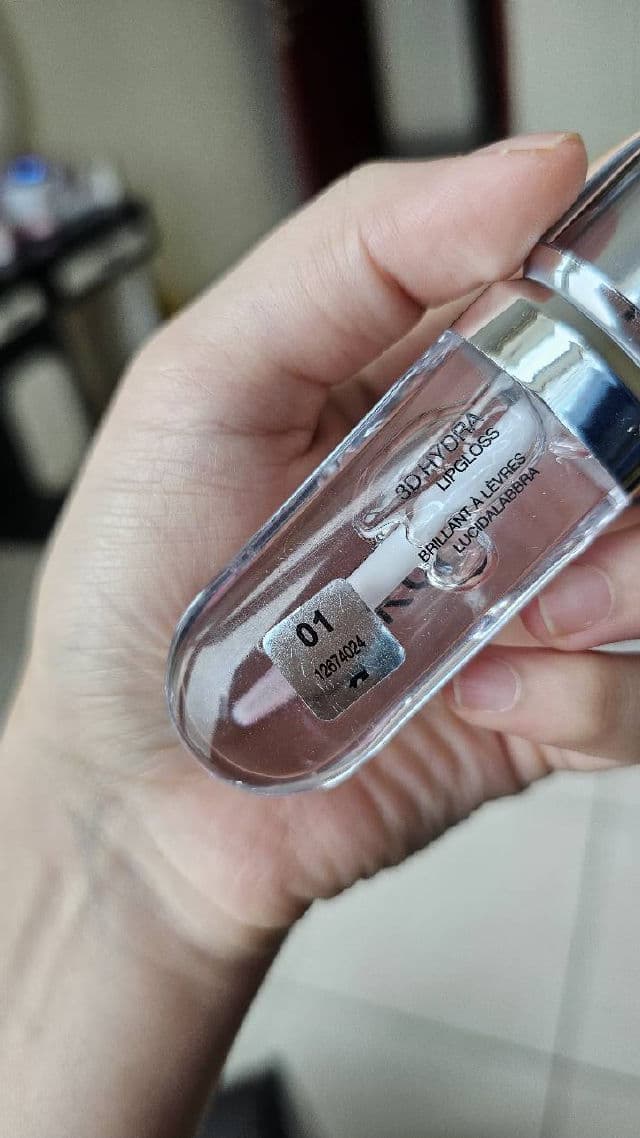 3D HYDRA
LIPGLOSS
BRILLANT À LÈVRES
LUCIDALABBRA
01
12674024